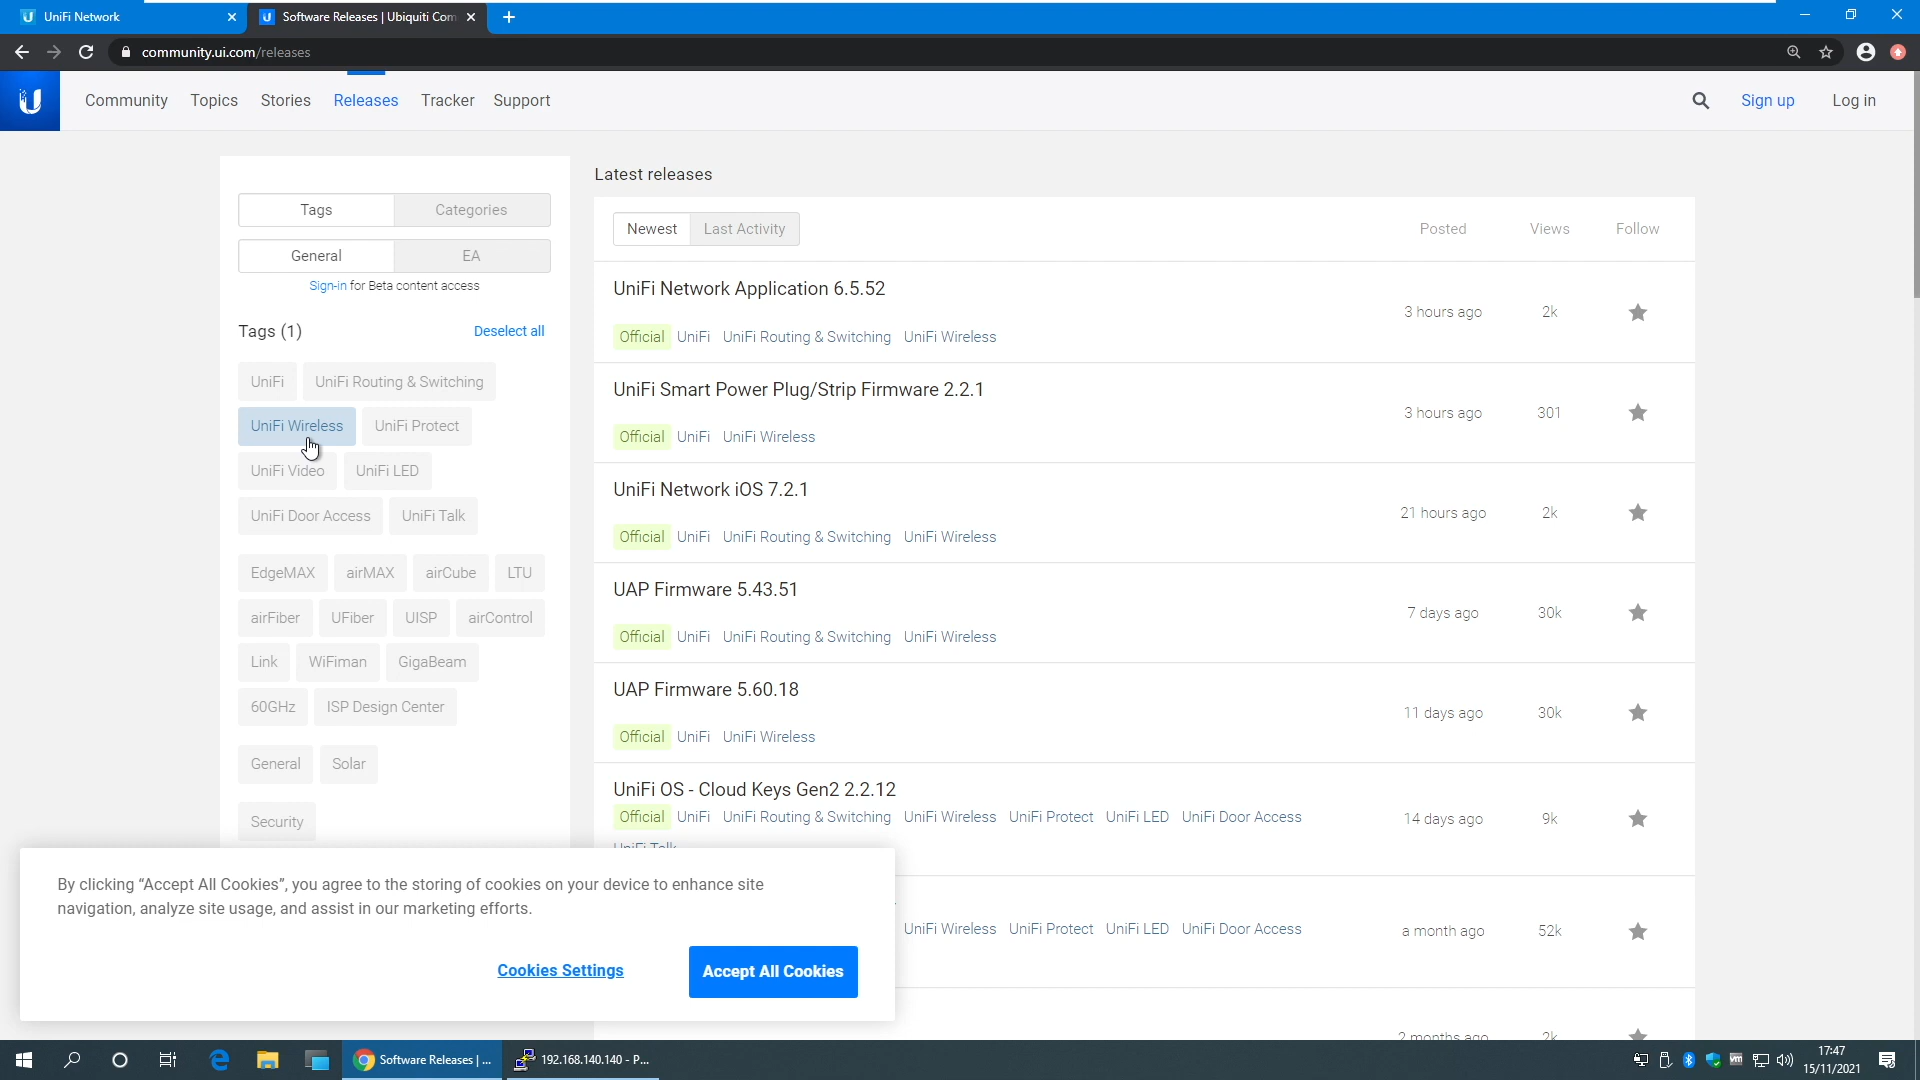 UniFi Network
Software Releases | Ubiquiti Com
community.ui.com/releases
Community Topics Stories Releases Tracker Support
Sign up Log in
Tags Categories
General EA
Sign-in for Beta content access
Tags (1) Deselect all
UniFi UniFi Routing & Switching
UniFi Wireless UniFi Protect
UniFi Video UniFi LED
UniFi Door Access UniFi Talk
EdgeMAX airMAX airCube LTU
airFiber UFiber UISP airControl
Link WiFiman GigaBeam
60GHz ISP Design Center
General Solar
Security
Latest releases
Newest Last Activity Posted Views Follow
UniFi Network Application 6.5.52
Official UniFi UniFi Routing & Switching UniFi Wireless
3 hours ago 2k
UniFi Smart Power Plug/Strip Firmware 2.2.1
Official UniFi UniFi Wireless
3 hours ago 301
UniFi Network iOS 7.2.1
Official UniFi UniFi Routing & Switching UniFi Wireless
21 hours ago 2k
UAP Firmware 5.43.51
Official UniFi UniFi Routing & Switching UniFi Wireless
7 days ago 30k
UAP Firmware 5.60.18
Official UniFi UniFi Wireless
11 days ago 30k
UniFi OS - Cloud Keys Gen2 2.2.12
Official UniFi UniFi Routing & Switching UniFi Wireless UniFi Protect UniFi LED UniFi Door Access
UniFi Talk
14 days ago 9k
UniFi Wireless UniFi Protect UniFi LED UniFi Door Access
a month ago 52k
2 months ago 2k
By clicking “Accept All Cookies”, you agree to the storing of cookies on your device to enhance site
navigation, analyze site usage, and assist in our marketing efforts.
Cookies Settings Accept All Cookies
Software Releases | ...
192.168.140.140 - P...
vm
17:47
15/11/2021